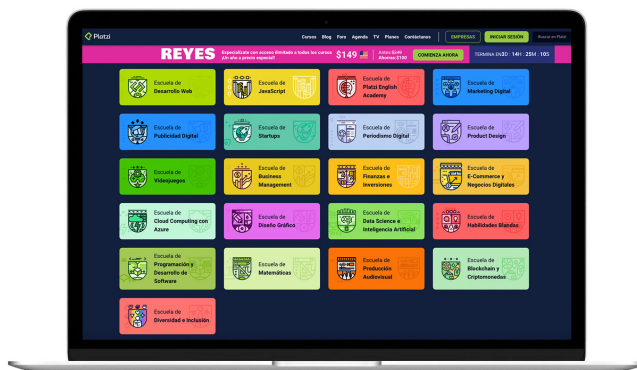 Platzi
Cursos Blog Foro Agenda TV Planes Contáctanos
EMPRESAS
INICIAR SESIÓN
Buscar en Platzi
REYES
Especialízate con acceso ilimitado a todos los cursos
¡Un año a precio especial!
$149
Antes: $249
Ahorras: $100
COMIENZA AHORA
TERMINA EN: 3D : 14H : 25M : 10S
Escuela de
Desarrollo Web
Escuela de
JavaScript
Escuela de
Platzi English
Academy
Escuela de
Marketing Digital
Escuela de
Publicidad Digital
Escuela de
Startups
Escuela de
Periodismo Digital
Escuela de
Product Design
Escuela de
Videojuegos
Escuela de
Business
Management
Escuela de
Finanzas e
Inversiones
Escuela de
E-Commerce y
Negocios Digitales
Escuela de
Cloud Computing con
Azure
Escuela de
Diseño Gráfico
Escuela de
Data Science e
Inteligencia Artificial
Escuela de
Habilidades Blandas
Escuela de
Programación y
Desarrollo de
Software
Escuela de
Matemáticas
Escuela de
Producción
Audiovisual
Escuela de
Blockchain y
Criptomonedas
Escuela de
Diversidad e Inclusión